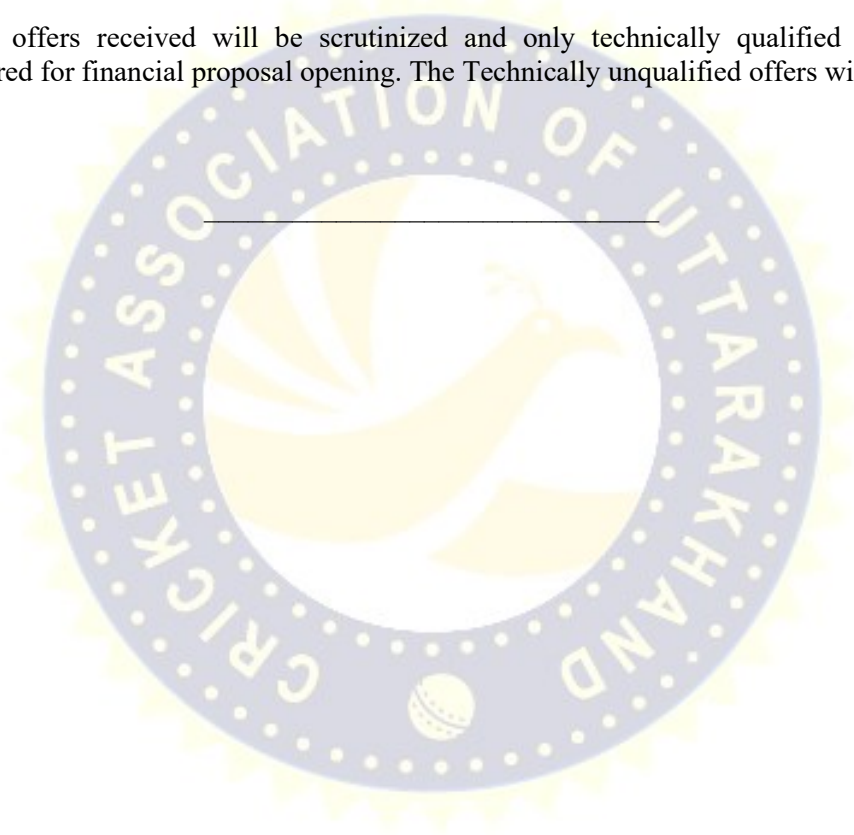 offers received will be scrutinized and only technically qualified
red for financial proposal opening. The Technically unqualified offers wi
CRICKET ASSOCIATION OF UTTARAKHAND